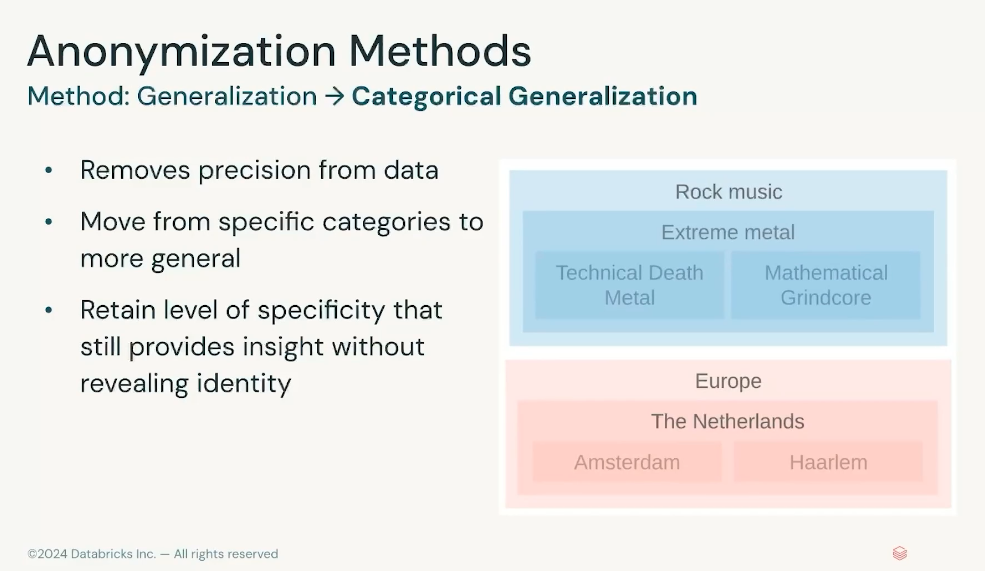 Anonymization Methods
Method: Generalization → Categorical Generalization
• Removes precision from data
• Move from specific categories to
more general
• Retain level of specificity that
still provides insight without
revealing identity
Rock music
Extreme metal
Technical Death
Metal
Mathematical
Grindcore
Europe
The Netherlands
Amsterdam
Haarlem
©2024 Databricks Inc. — All rights reserved